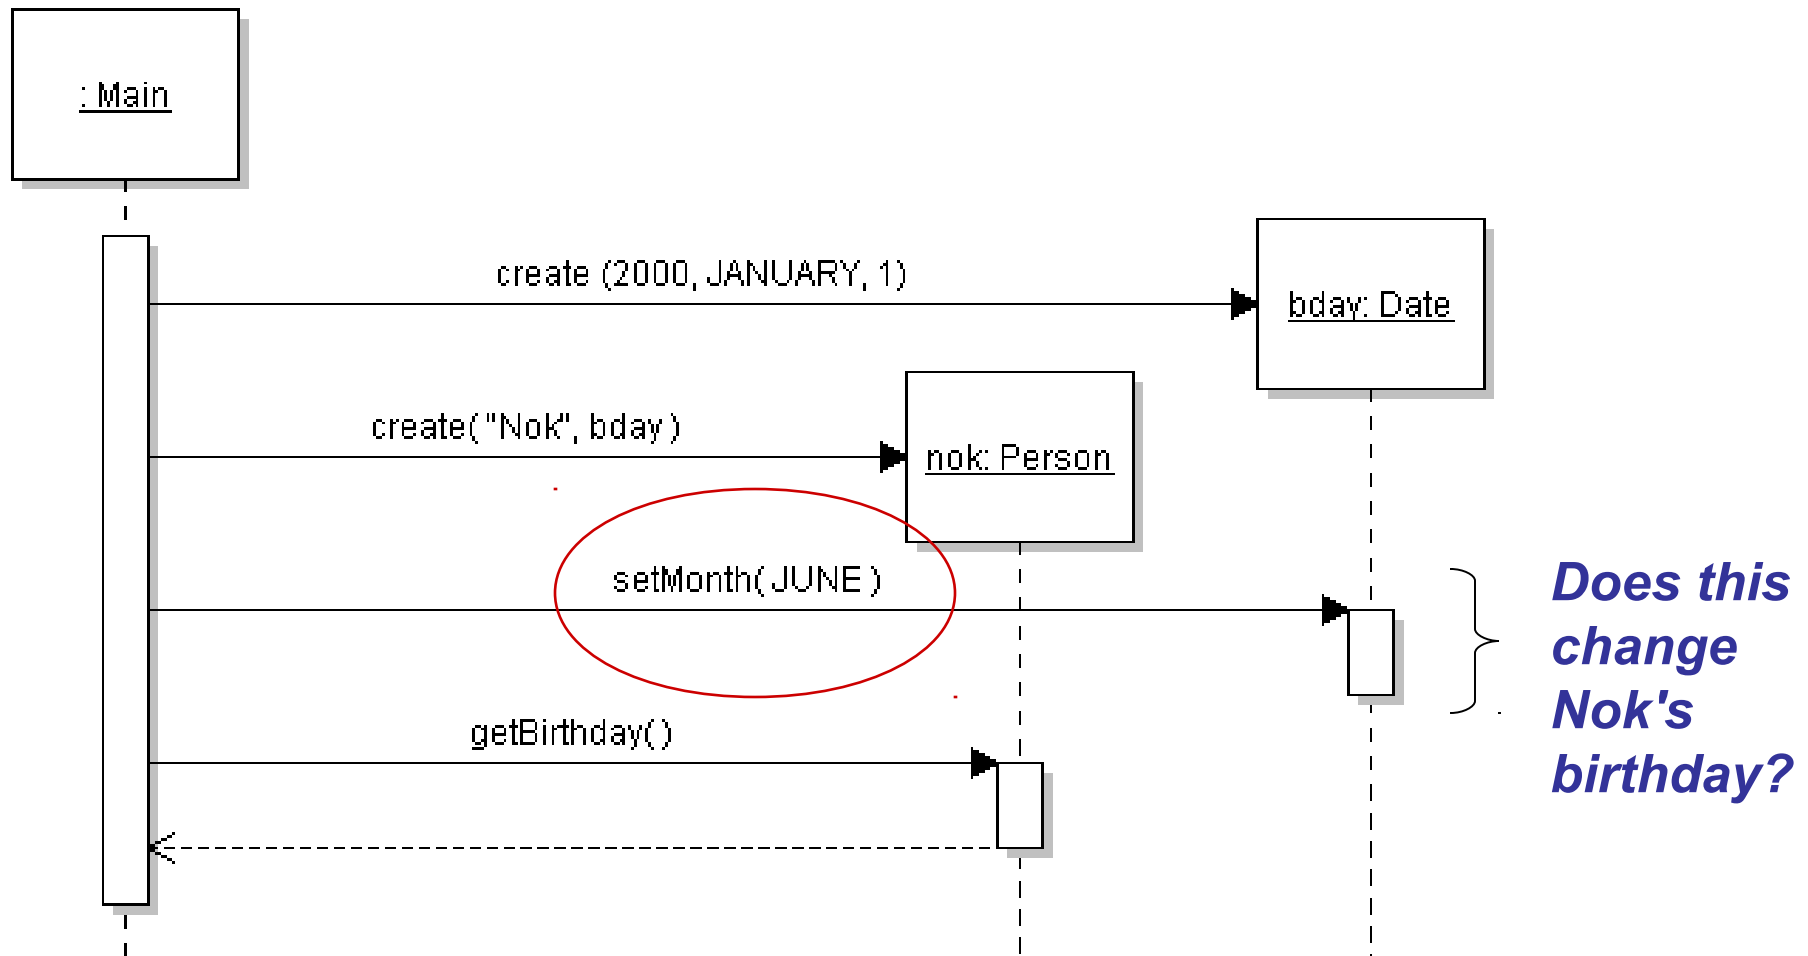 : Main
create (2000, JANUARY, 1)
bday: Date
create( "Nok", bday )
nok: Person
setMonth( JUNE )
getBirthday( )
Does this
change
Nok's
birthday?